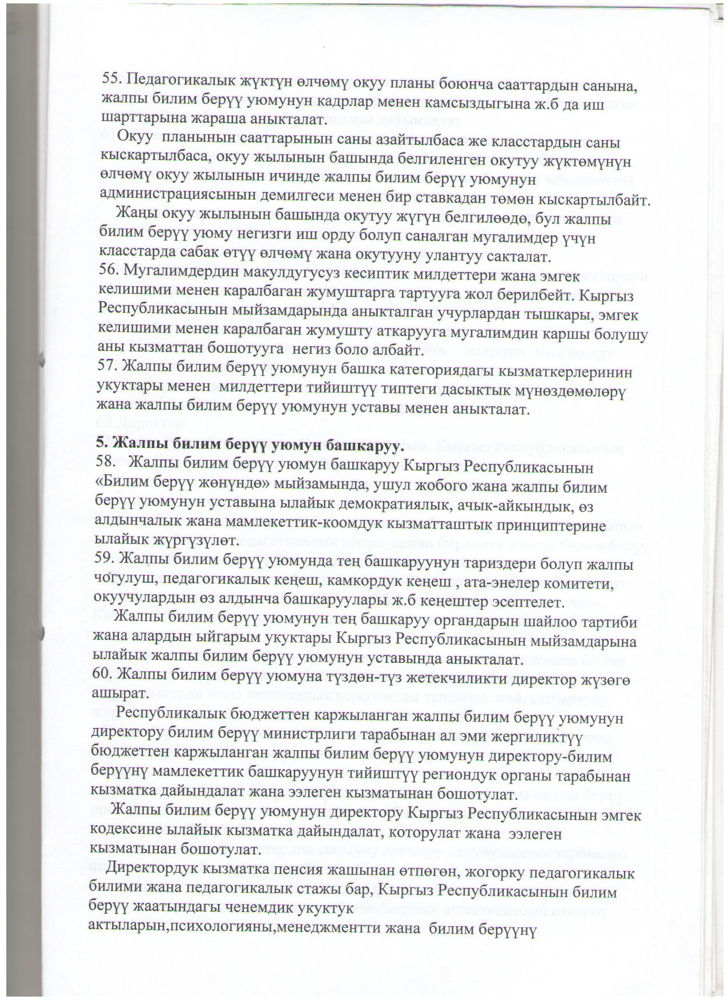 55. Педагогикалык жүктүн өлчөмү окуу планы боюнча сааттардын санына,
жалпы билим берүү уюмунун кадрлар менен камсыздыгына ж.б да иш
шарттарына жараша аныкталат.
Окуу планынын сааттарынын саны азайтылбаса же класстардын саны
кыскартылбаса, окуу жылынын башында белгиленген окутуу жүктөмүнүн
өлчөмү окуу жылынын ичинде жалпы билим берүү уюмунун
администрациясынын демилгеси менен бир ставкадан төмөн кыскартылбайт.
Жаңы окуу жылынын башында окутуу жүгүн белгилөөдө, бул жалпы
билим берүү уюму негизги иш орду болуп саналган мугалимдер үчүн
класстарда сабак өтүү өлчөмү жана окутууну улантуу сакталат.
56. Мугалимдердин макулдугусуз кесиптик милдеттери жана эмгек
келишими менен каралбаган жумуштарга тартууга жол берилбейт. Кыргыз
Республикасынын мыйзамдарында аныкталган учурлардан тышкары, эмгек
келишими менен каралбаган жумушту аткарууга мугалимдин каршы болушу
аны кызматтан бошотууга негиз боло албайт.
57. Жалпы билим берүү уюмунун башка категориядагы кызматкерлеринин
укуктары менен милдеттери тийиштүү типтеги дасыктык мүнөздөмөлөрү
жана жалпы билим берүү уюмунун уставы менен аныкталат.
5. Жалпы билим берүү уюмун башкаруу.
58. Жалпы билим берүү уюмун башкаруу Кыргыз Республикасынын
«Билим берүү жөнүндө» мыйзамында, ушул жобого жана жалпы билим
берүү уюмунун уставына ылайык демократиялык, ачык-айкындык, өз
алдынчалык жана мамлекеттик-коомдук кызматташтык принциптерине
ылайык жүргүзүлөт.
59. Жалпы билим берүү уюмунда тең башкаруунун тариздери болуп жалпы
чогулуш, педагогикалык кеңеш, камкордук кеңеш , ата-энелер комитети,
окуучулардын өз алдынча башкаруулары ж.б кеңештер эсептелет.
Жалпы билим берүү уюмунун тең башкаруу органдарын шайлоо тартиби
жана алардын ыйгарым укуктары Кыргыз Республикасынын мыйзамдарына
ылайык жалпы билим берүү уюмунун уставында аныкталат.
60. Жалпы билим берүү уюмуна түздөн-түз жетекчиликти директор жүзөгө
ашырат.
Республикалык бюджеттен каржыланган жалпы билим берүү уюмунун
директору билим берүү министрлиги тарабынан ал эми жергиликтүү
бюджеттен каржыланган жалпы билим берүү уюмунун директору-билим
берүүнү мамлекеттик башкаруунун тийиштүү региондук органы тарабынан
кызматка дайындалат жана ээлеген кызматынан бошотулат.
Жалпы билим берүү уюмунун директору Кыргыз Республикасынын эмгек
кодексине ылайык кызматка дайындалат, которулат жана ээлеген
кызматынан бошотулат.
Директордук кызматка пенсия жашынан өтпөгөн, жогорку педагогикалык
билими жана педагогикалык стажы бар, Кыргыз Республикасынын билим
берүү жаатындагы ченемдик укуктук
актыларын,психологияны,менеджментти жана билим берүүнү